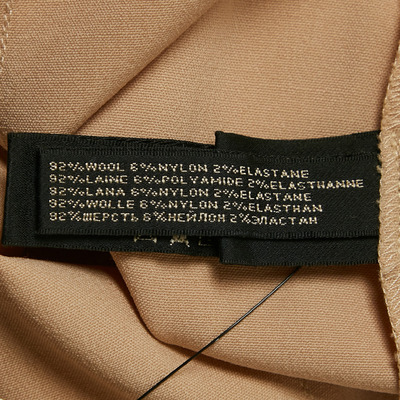 92%WOOL 6%NYLON 2%ELASTANE
92%LAINE 6%POLYAMIDE 2%ELASTHANNE
92%LANA 6%NYLON 2%ELASTANE
92%WOLLE 6%NYLON 2%ELASTHAN
92%ШЕРСТЬ 6%НЕЙЛОН 2%ЭЛАСТАН